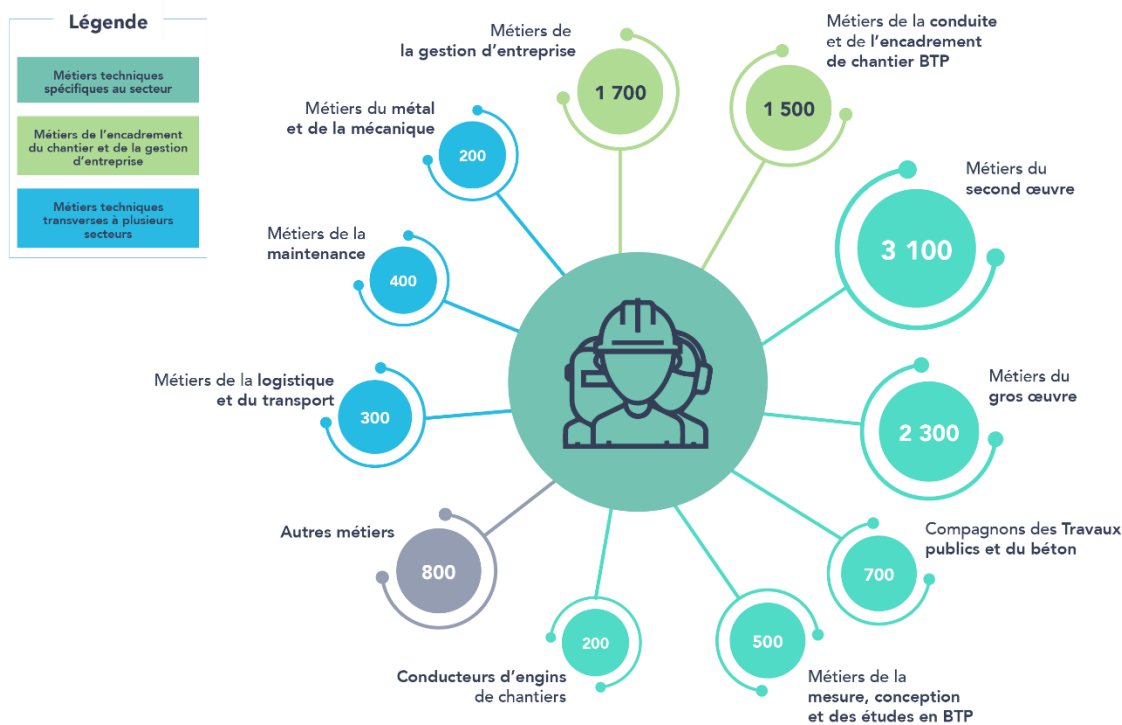 Légende
Métiers techniques
spécifiques au secteur
Métiers de l'encadrement
du chantier et de la gestion
d'entreprise
Métiers techniques
transverses à plusieurs
secteurs
Métiers de
la gestion d'entreprise
1 700
Métiers de la conduite
et de l'encadrement
de chantier BTP
1 500
Métiers du métal
et de la mécanique
200
Métiers du
second œuvre
3 100
Métiers de la
maintenance
400
Métiers du
gros œuvre
2 300
Métiers de la logistique
et du transport
300
Autres métiers
800
Compagnons des Travaux
publics et du béton
700
Conducteurs d'engins
de chantiers
200
500
Métiers de la
mesure, conception
et des études en BTP